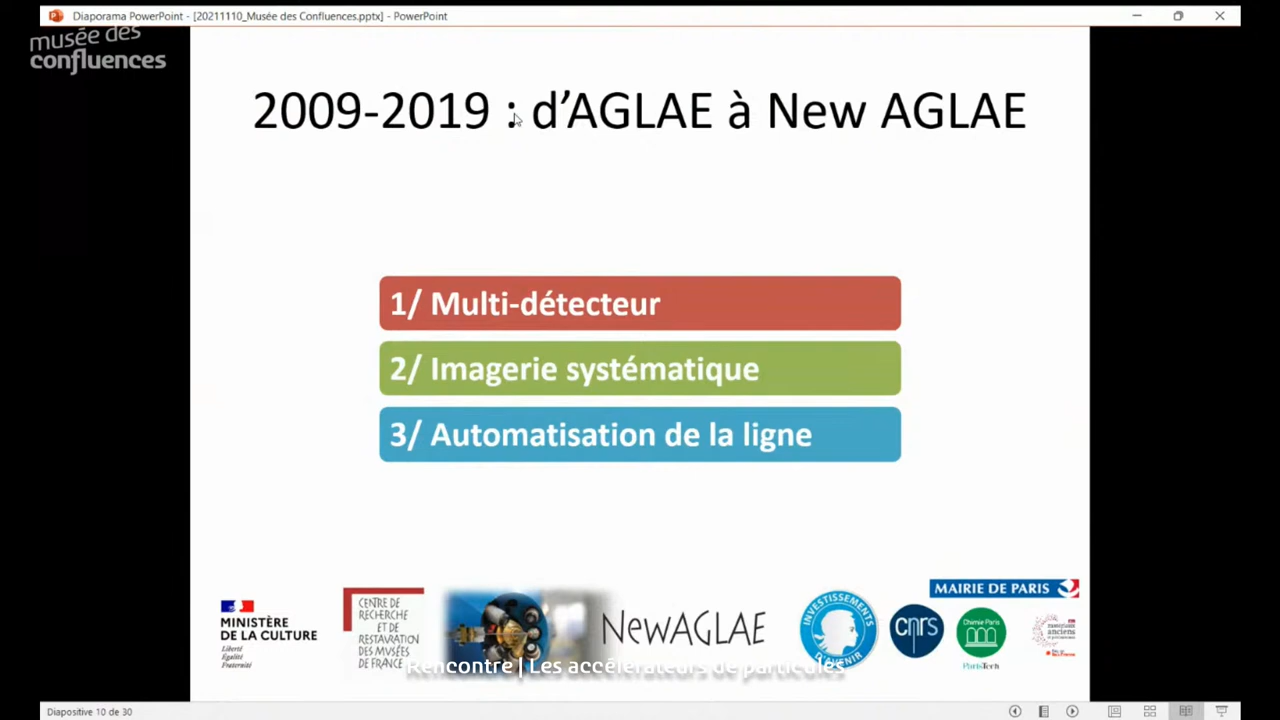 Diaporama PowerPoint - [20211110_Musée des Confluences.pptx] - PowerPoint
musée des
confluences
2009-2019 : d’AGLAE à New AGLAE
1/ Multi-détecteur
2/ Imagerie systématique
3/ Automatisation de la ligne
MINISTÈRE
DE LA CULTURE
Liberté
Égalité
Fraternité
CENTRE DE
RECHERCHE
ET DE
RESTAURATION
DES MUSÉES
DE FRANCE
NewAGLAE
INVESTISSEMENTS
D'AVENIR
MAIRIE DE PARIS
cnrs
Chimie Paris
ParisTech
matériaux
anciens
Rencontre | Les accélérateurs de particules
Diapositive 10 de 30